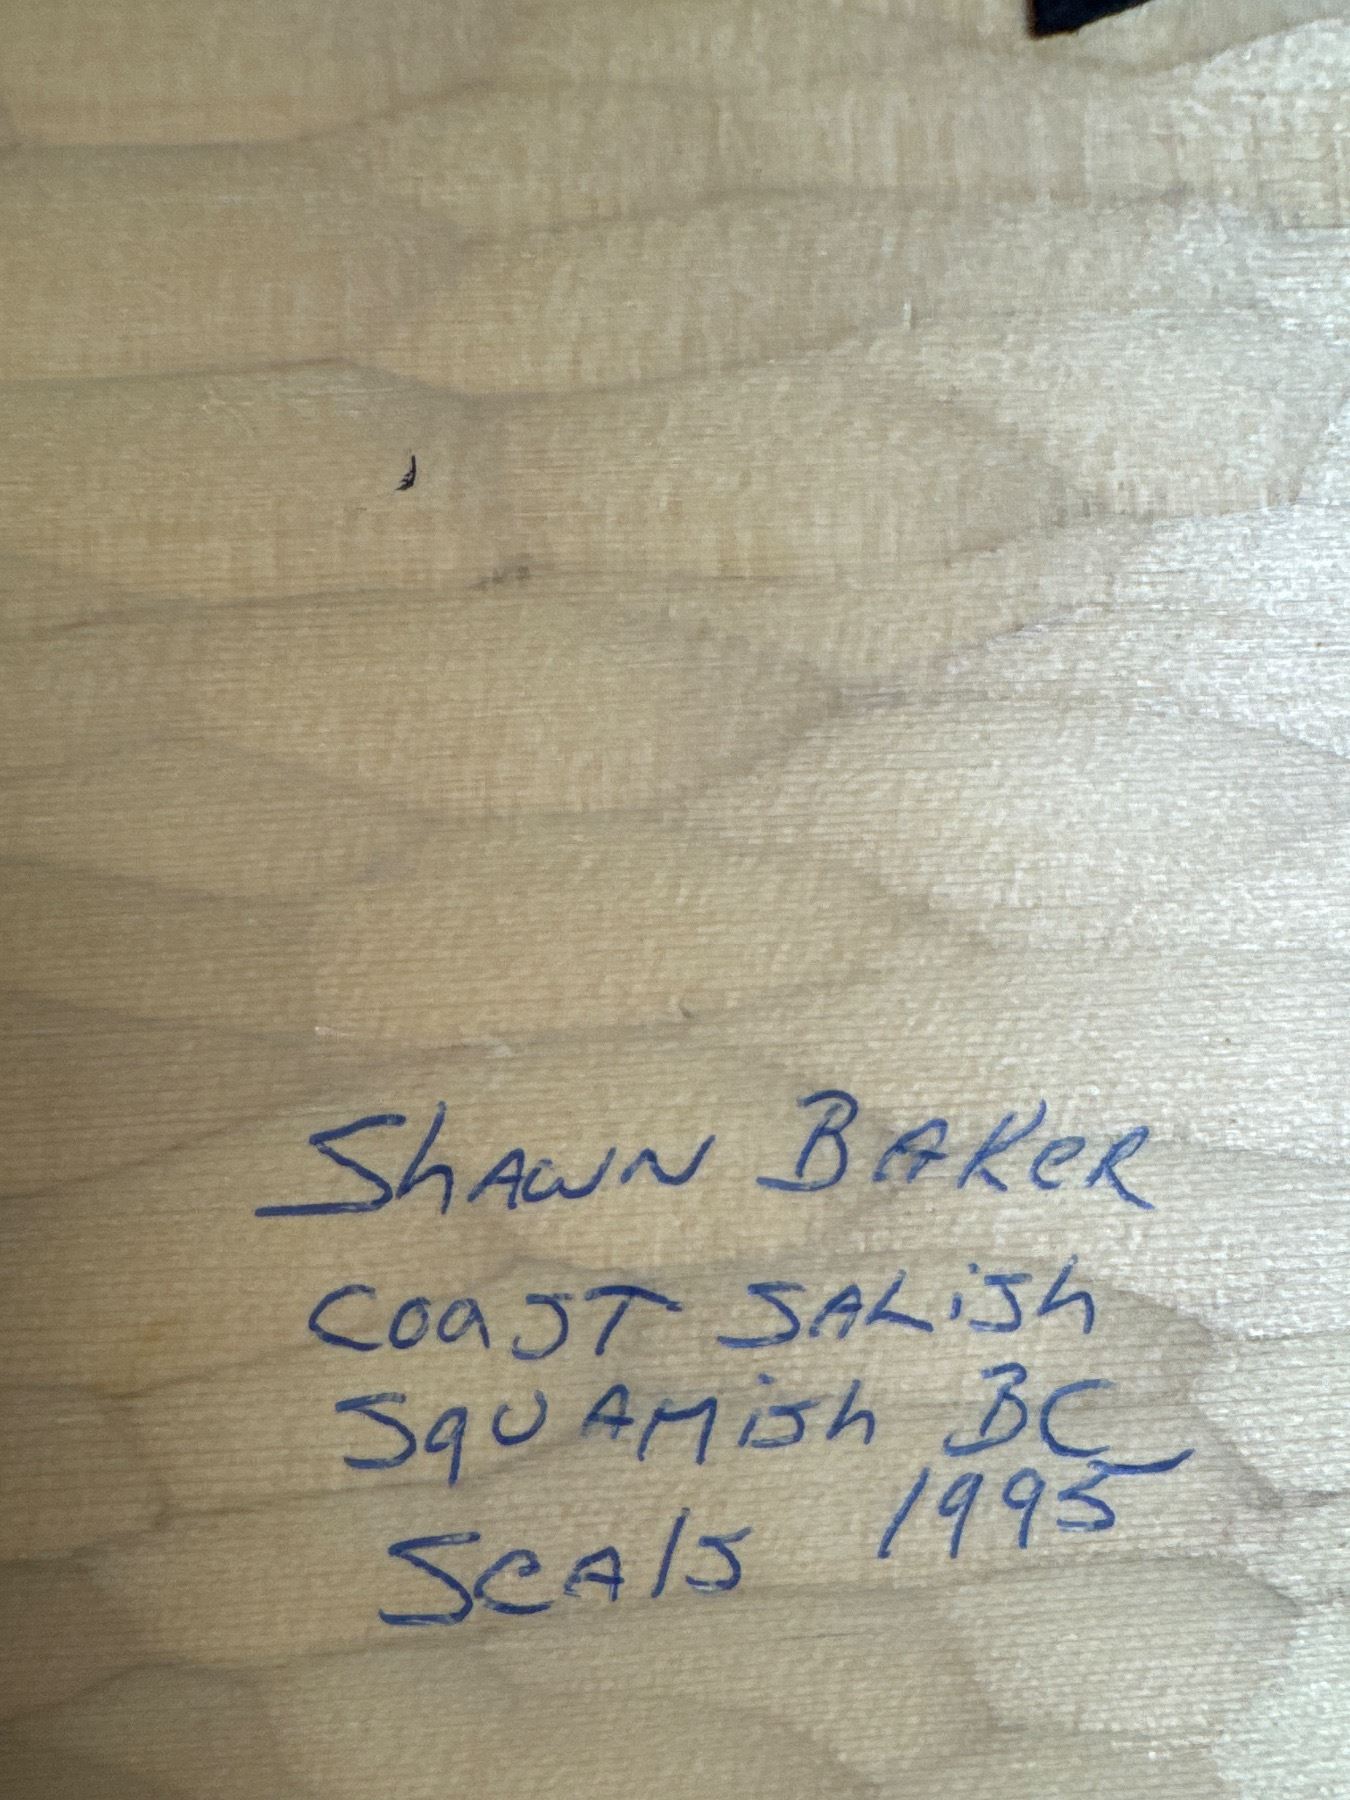 Shawn Baker
Coast Salish
Squamish BC
Seals 1995